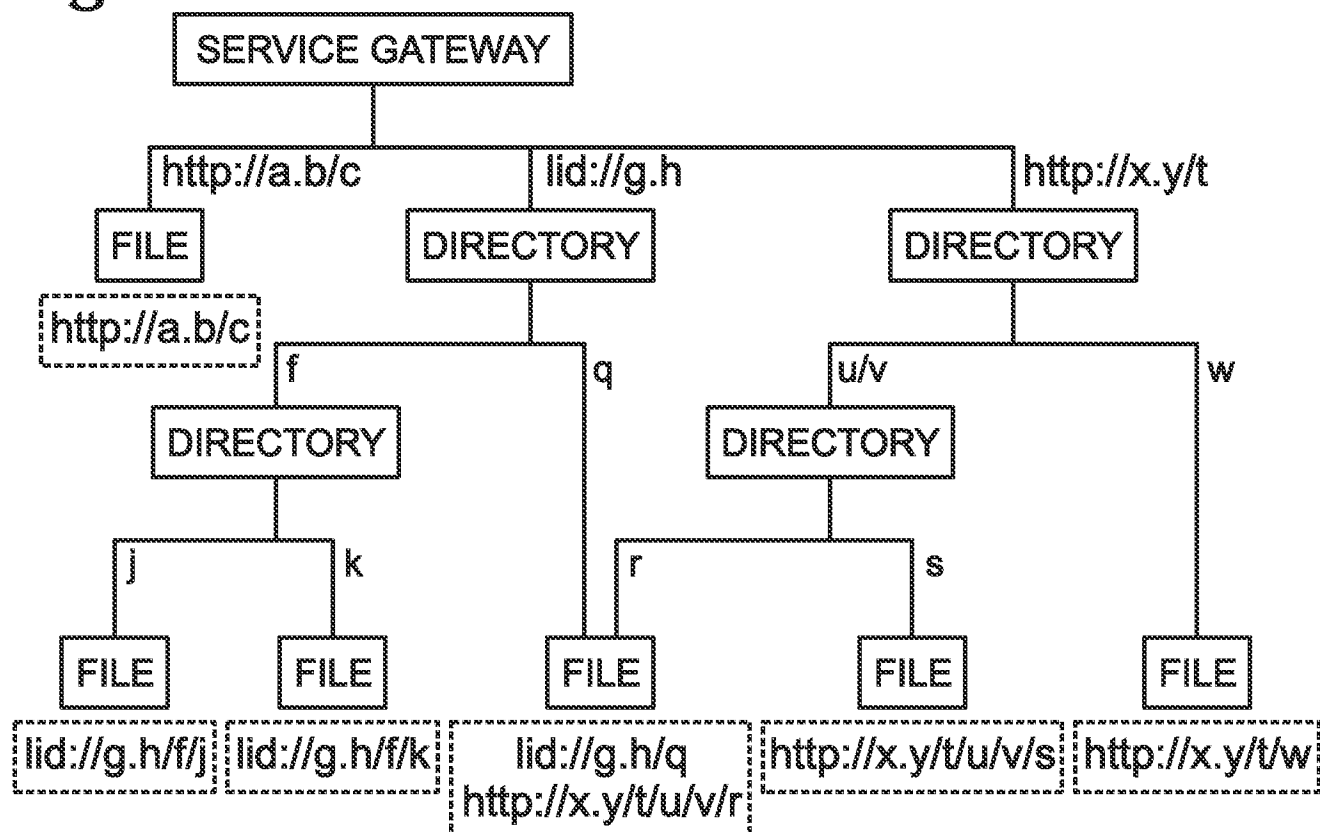 SERVICE GATEWAY
http://a.b/c
lid://g.h
http://x.y/t
FILE
DIRECTORY
DIRECTORY
http://a.b/c
f
q
u/v
w
DIRECTORY
DIRECTORY
j
k
r
s
FILE
FILE
FILE
FILE
FILE
lid://g.h/f/j
lid://g.h/f/k
lid://g.h/q
http://x.y/t/u/v/r
http://x.y/t/u/v/s
http://x.y/t/w